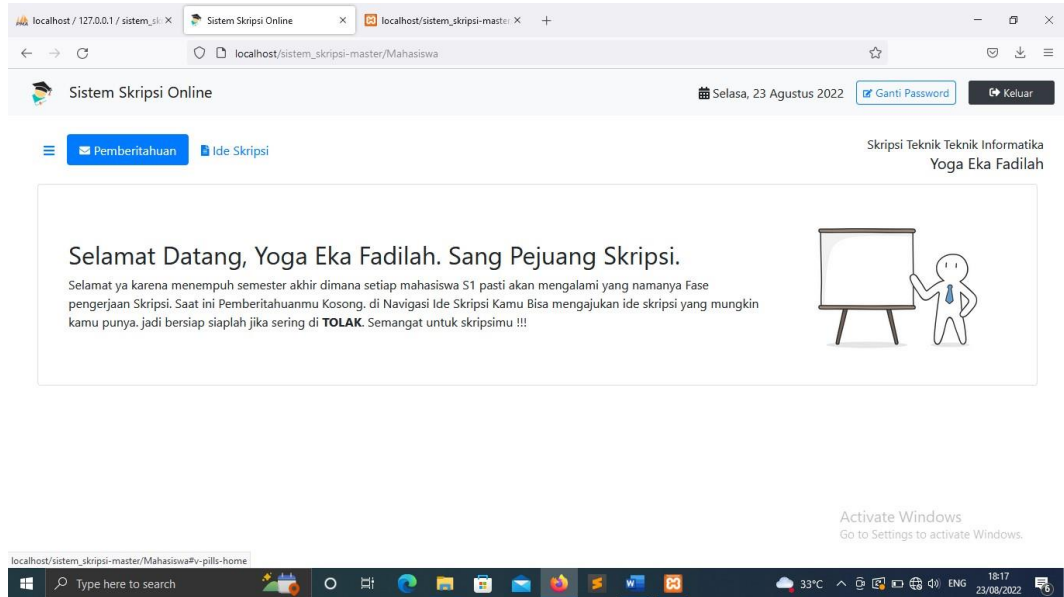 localhost / 127.0.0.1 / sistem_sk
Sistem Skripsi Online
localhost/sistem_skripsi-master
localhost/sistem_skripsi-master/Mahasiswa
Sistem Skripsi Online
Selasa, 23 Agustus 2022
Ganti Password
Keluar
Pemberitahuan
Ide Skripsi
Skripsi Teknik Teknik Informatika
Yoga Eka Fadilah
Selamat Datang, Yoga Eka Fadilah. Sang Pejuang Skripsi.
Selamat ya karena menempuh semester akhir dimana setiap mahasiswa S1 pasti akan mengalami yang namanya Fase
pengerjaan Skripsi. Saat ini Pemberitahuanmu Kosong. di Navigasi Ide Skripsi Kamu Bisa mengajukan ide skripsi yang mungkin
kamu punya. jadi bersiap siaplah jika sering di TOLAK. Semangat untuk skripsimu !!!
Activate Windows
Go to Settings to activate Windows.
localhost/sistem_skripsi-master/Mahasiswa#v-pills-home
Type here to search
33°C
ENG
18:17
23/08/2022
6